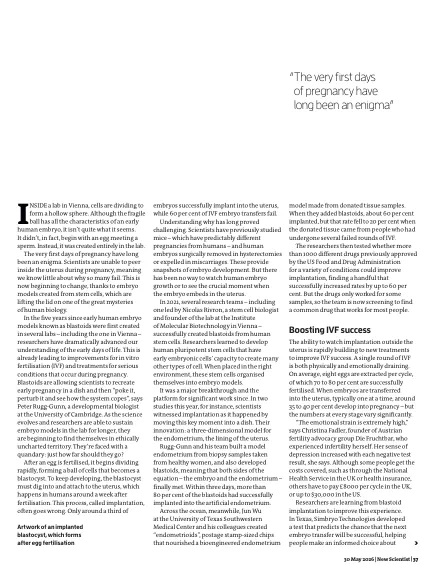 "The very first days
of pregnancy have
long been an enigma"
INSIDE a lab in Vienna, cells are dividing to
form a hollow sphere. Although the fragile
ball has all the characteristics of an early
human embryo, it isn't quite what it seems.
It didn't, in fact, begin with an egg meeting a
sperm. Instead, it was created entirely in the lab.
The very first days of pregnancy have long
been an enigma. Scientists are unable to peer
inside the uterus during pregnancy, meaning
we know little about why so many fail. This is
now beginning to change, thanks to embryo
models created from stem cells, which are
lifting the lid on one of the great mysteries
of human biology.
In the few years since early human embryo
models known as blastoids were first created
in several labs – including the one in Vienna –
researchers have dramatically advanced our
understanding of the early days of life. This is
already leading to improvements for in vitro
fertilisation (IVF) and treatments for serious
conditions that occur during pregnancy.
Blastoids are allowing scientists to recreate
early pregnancy in a dish and then "poke it,
perturb it and see how the system copes", says
Peter Rugg-Gunn, a developmental biologist
at the University of Cambridge. As the science
evolves and researchers are able to sustain
embryo models in the lab for longer, they
are beginning to find themselves in ethically
uncharted territory. They're faced with a
quandary: just how far should they go?
After an egg is fertilised, it begins dividing
rapidly, forming a ball of cells that becomes a
blastocyst. To keep developing, the blastocyst
must dig into and attach to the uterus, which
happens in humans around a week after
fertilisation. This process, called implantation,
often goes wrong. Only around a third of
Artwork of an implanted
blastocyst, which forms
after egg fertilisation
embryos successfully implant into the uterus,
while 60 per cent of IVF embryo transfers fail.
Understanding why has long proved
challenging. Scientists have previously studied
mice – which have predictably different
pregnancies from humans – and human
embryos surgically removed in hysterectomies
or expelled in miscarriages. These provide
snapshots of embryo development. But there
has been no way to watch human embryo
growth or to see the crucial moment when
the embryo embeds in the uterus.
In 2021, several research teams – including
one led by Nicolas Rivron, a stem cell biologist
and founder of the lab at the Institute
of Molecular Biotechnology in Vienna –
successfully created blastoids from human
stem cells. Researchers learned to develop
human pluripotent stem cells that have
early embryonic cells' capacity to create many
other types of cell. When placed in the right
environment, these stem cells organised
themselves into embryo models.
It was a major breakthrough and the
platform for significant work since. In two
studies this year, for instance, scientists
witnessed implantation as it happened by
moving this key moment into a dish. Their
innovation: a three-dimensional model for
the endometrium, the lining of the uterus.
Rugg-Gunn and his team built a model
endometrium from biopsy samples taken
from healthy women, and also developed
blastoids, meaning that both sides of the
equation – the embryo and the endometrium –
finally met. Within three days, more than
80 per cent of the blastoids had successfully
implanted into the artificial endometrium.
Across the ocean, meanwhile, Jun Wu
at the University of Texas Southwestern
Medical Center and his colleagues created
"endometrioids", postage stamp-sized chips
that nourished a bioengineered endometrium
model made from donated tissue samples.
When they added blastoids, about 60 per cent
implanted, but that rate fell to 20 per cent when
the donated tissue came from people who had
undergone several failed rounds of IVF.
The researchers then tested whether more
than 1000 different drugs previously approved
by the US Food and Drug Administration
for a variety of conditions could improve
implantation, finding a handful that
successfully increased rates by up to 60 per
cent. But the drugs only worked for some
samples, so the team is now screening to find
a common drug that works for most people.
Boosting IVF success
The ability to watch implantation outside the
uterus is rapidly building to new treatments
to improve IVF success. A single round of IVF
is both physically and emotionally draining.
On average, eight eggs are extracted per cycle,
of which 70 to 80 per cent are successfully
fertilised. When embryos are transferred
into the uterus, typically one at a time, around
35 to 40 per cent develop into pregnancy – but
the numbers at every stage vary significantly.
"The emotional strain is extremely high,"
says Christina Fadler, founder of Austrian
fertility advocacy group Die Fruchtbar, who
experienced infertility herself. Her sense of
depression increased with each negative test
result, she says. Although some people get the
costs covered, such as through the National
Health Service in the UK or health insurance,
others have to pay £8000 per cycle in the UK,
or up to $30,000 in the US.
Researchers are learning from blastoid
implantation to improve this experience.
In Texas, Simbryo Technologies developed
a test that predicts the chance that the next
embryo transfer will be successful, helping
people make an informed choice about
30 May 2026 | New Scientist | 37